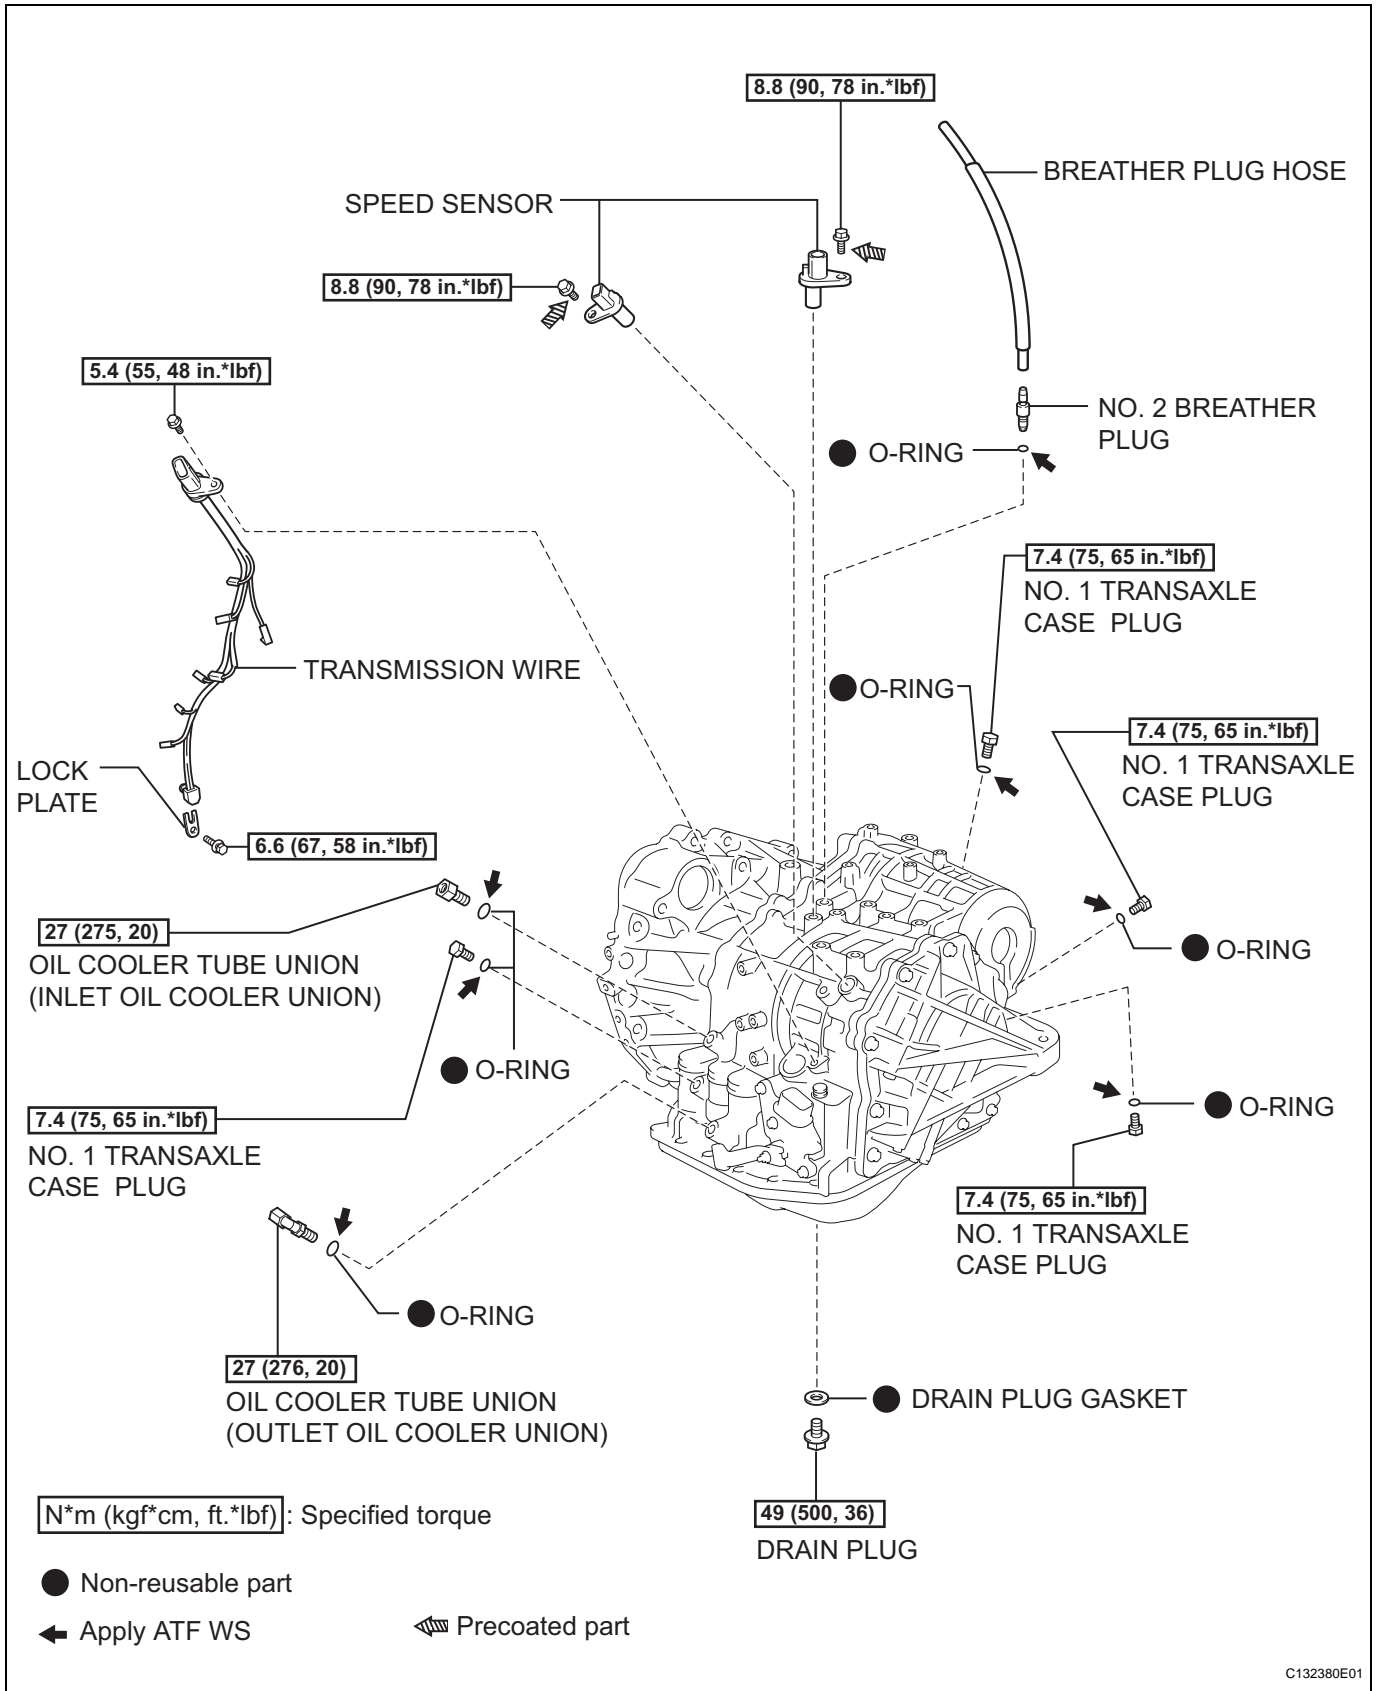 8.8 (90, 78 in.*lbf)
BREATHER PLUG HOSE
SPEED SENSOR
8.8 (90, 78 in.*lbf)
5.4 (55, 48 in.*lbf)
NO. 2 BREATHER
PLUG
O-RING
7.4 (75, 65 in.*lbf)
NO. 1 TRANSAXLE
CASE PLUG
TRANSMISSION WIRE
O-RING
7.4 (75, 65 in.*lbf)
NO. 1 TRANSAXLE
CASE PLUG
LOCK
PLATE
6.6 (67, 58 in.*lbf)
27 (275, 20)
OIL COOLER TUBE UNION
(INLET OIL COOLER UNION)
O-RING
O-RING
7.4 (75, 65 in.*lbf)
NO. 1 TRANSAXLE
CASE PLUG
O-RING
7.4 (75, 65 in.*lbf)
NO. 1 TRANSAXLE
CASE PLUG
O-RING
27 (276, 20)
OIL COOLER TUBE UNION
(OUTLET OIL COOLER UNION)
DRAIN PLUG GASKET
49 (500, 36)
DRAIN PLUG
N*m (kgf*cm, ft.*lbf) : Specified torque
Non-reusable part
Apply ATF WS
Precoated part
C132380E01